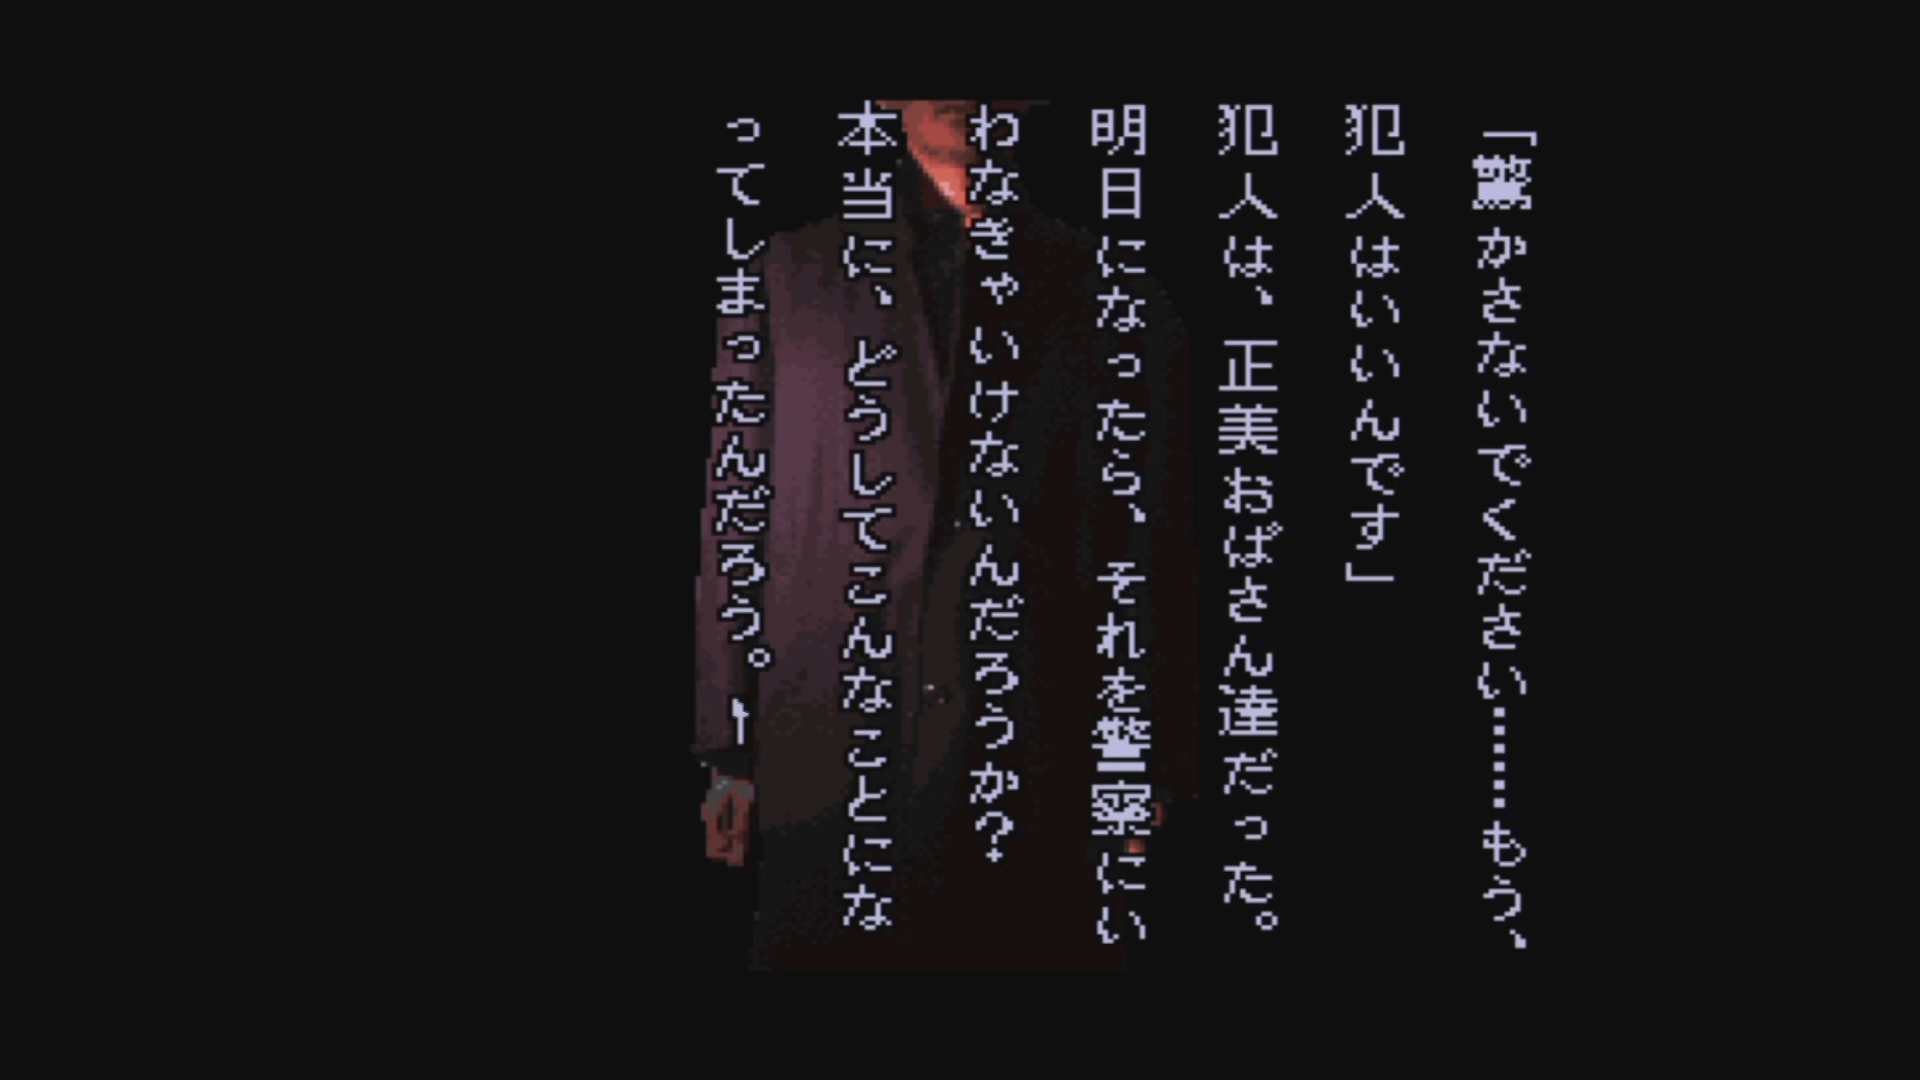 「驚かさないでください……もう、
犯人はいいんです」
犯人は、正美おばさん達だった。
明日になったら、それを警察にい
わなきゃいけないんだろうか？
本当に、どうしてこんなことにな
ってしまったんだろう。